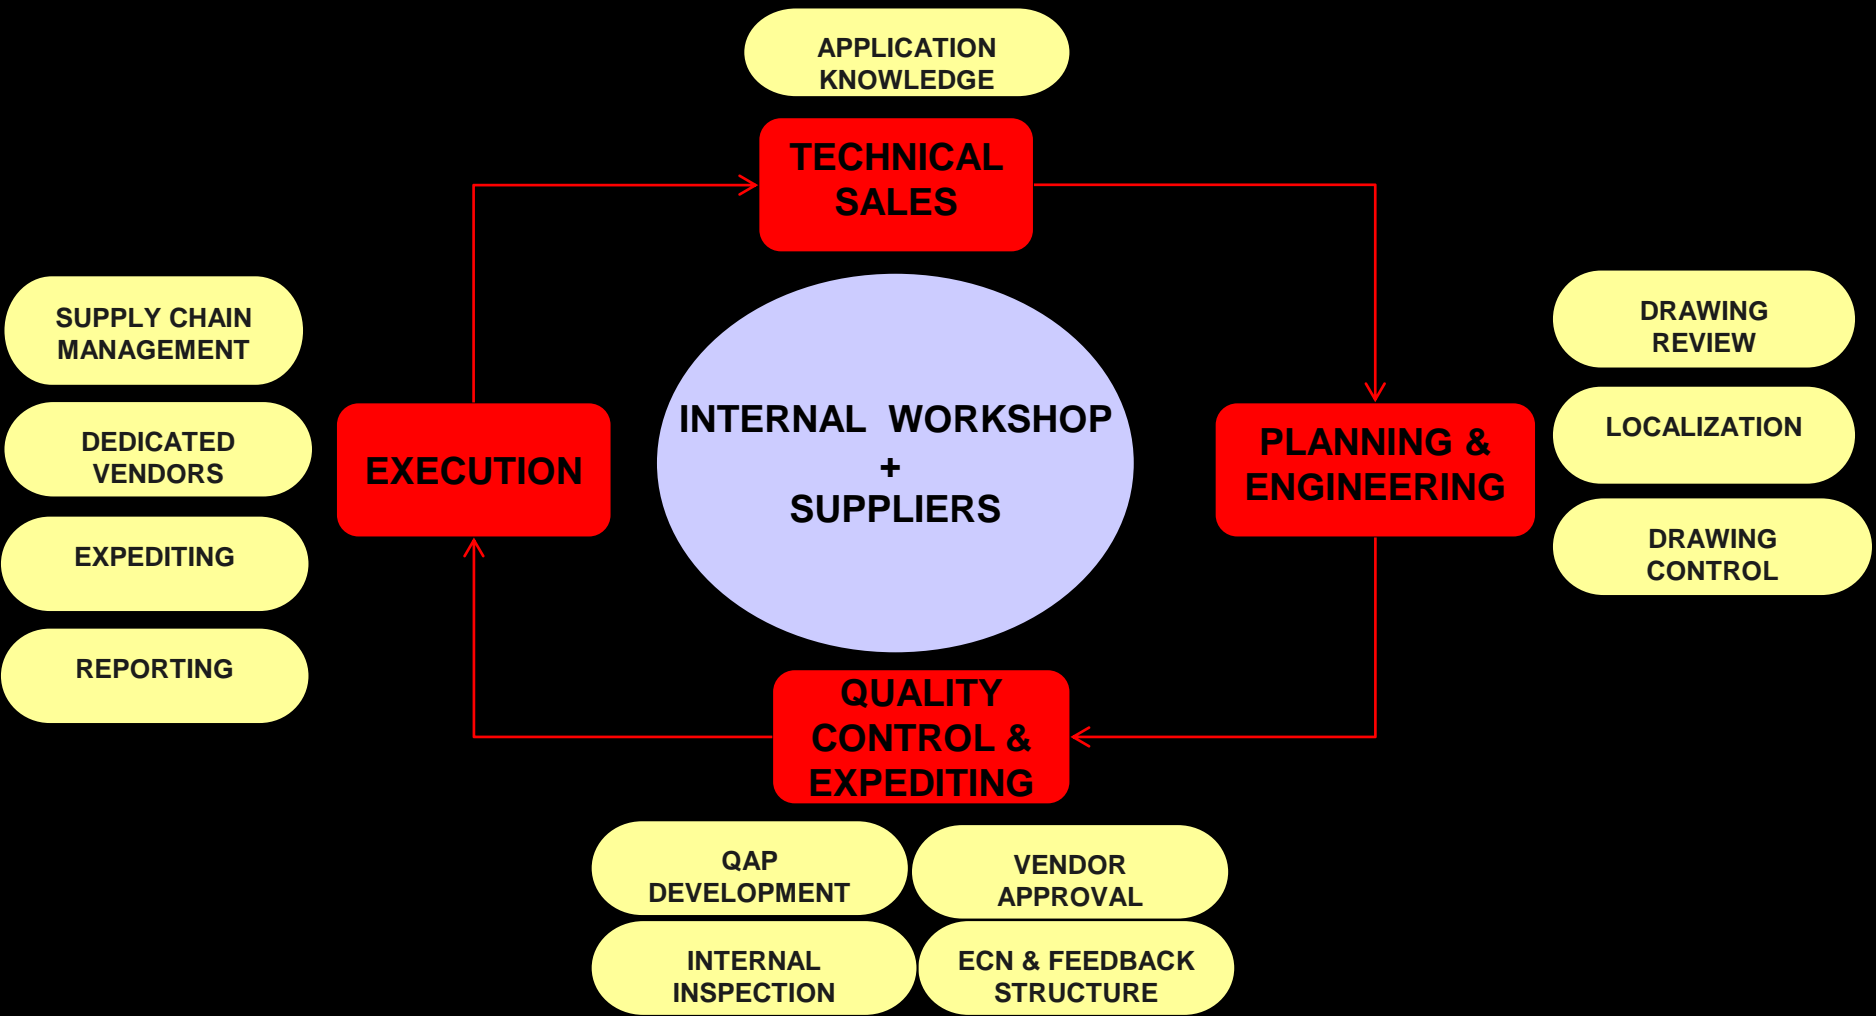 APPLICATION
KNOWLEDGE
TECHNICAL
SALES
SUPPLY CHAIN
MANAGEMENT
DEDICATED
VENDORS
EXPEDITING
REPORTING
EXECUTION
INTERNAL WORKSHOP
+
SUPPLIERS
PLANNING &
ENGINEERING
DRAWING
REVIEW
LOCALIZATION
DRAWING
CONTROL
QUALITY
CONTROL &
EXPEDITING
QAP
DEVELOPMENT
VENDOR
APPROVAL
INTERNAL
INSPECTION
ECN & FEEDBACK
STRUCTURE